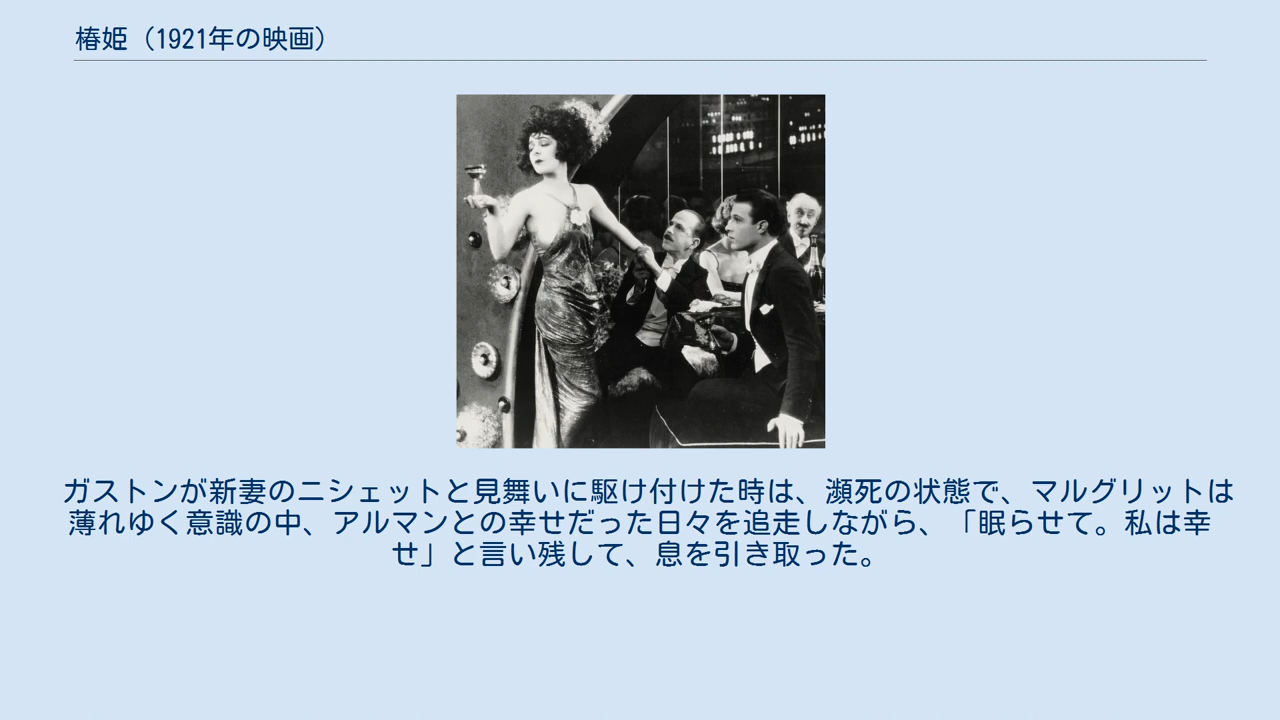 椿姫（1921年の映画）
ガストンが新妻のニシェットと見舞いに駆け付けた時は、瀕死の状態で、マルグリットは
薄れゆく意識の中、アルマンとの幸せだった日々を追走しながら、「眠らせて。私は幸
せ」と言い残して、息を引き取った。